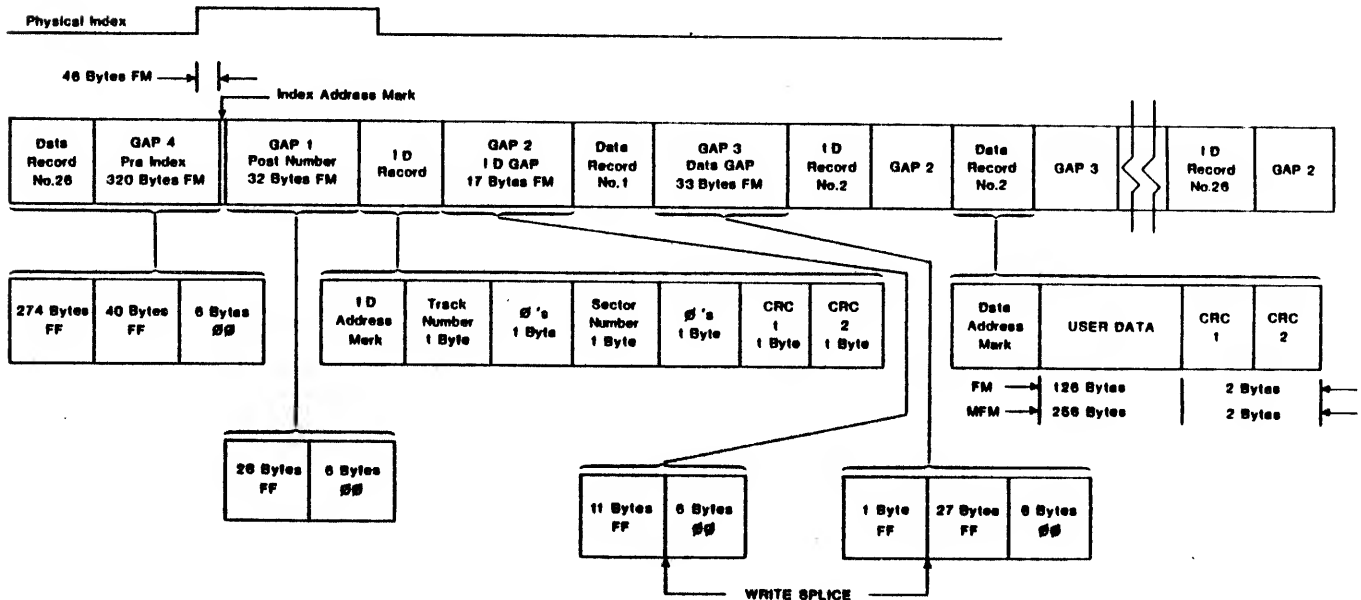 Physical Index
46 Bytes FM
Index Address Mark
Data
Record
No.26
GAP 4
Pre Index
320 Bytes FM
GAP 1
Post Number
32 Bytes FM
ID
Record
GAP 2
ID GAP
17 Bytes FM
Data
Record
No.1
GAP 3
Data GAP
33 Bytes FM
ID
Record
No.2
GAP 2
Data
Record
No.2
GAP 3
ID
Record
No.26
GAP 2
274 Bytes
FF
40 Bytes
FF
6 Bytes
ØØ
ID
Address
Mark
Track
Number
1 Byte
Ø's
1 Byte
Sector
Number
1 Byte
Ø's
1 Byte
CRC
1
1 Byte
CRC
2
1 Byte
Data
Address
Mark
USER DATA
CRC
1
CRC
2
FM
128 Bytes
2 Bytes
MFM
256 Bytes
2 Bytes
26 Bytes
FF
6 Bytes
ØØ
11 Bytes
FF
6 Bytes
ØØ
1 Byte
FF
27 Bytes
FF
6 Bytes
ØØ
WRITE SPLICE